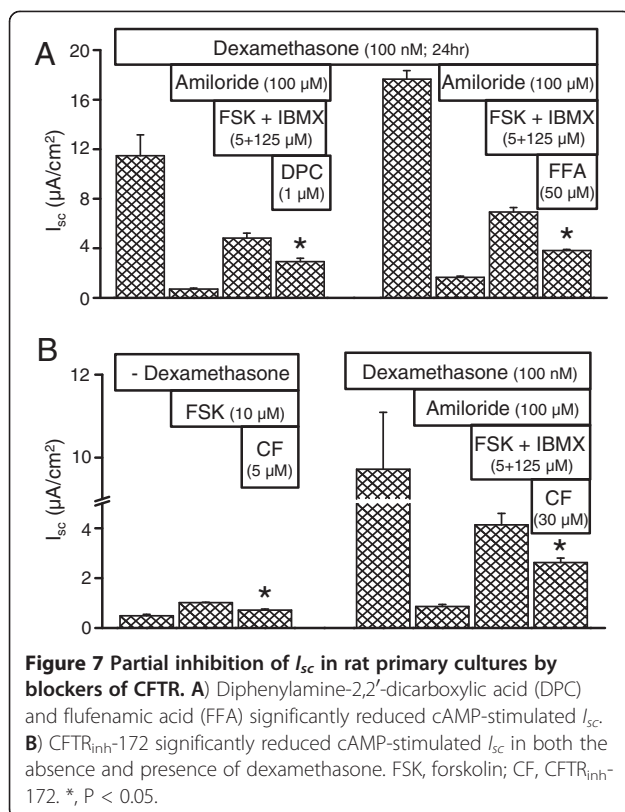 A
Dexamethasone (100 nM; 24hr)
Amiloride (100 µM)
Amiloride (100 µM)
FSK + IBMX
(5+125 µM)
FSK + IBMX
(5+125 µM)
DPC
(1 µM)
FFA
(50 µM)
20
16
12
8
4
0
Isc (µA/cm²)
*
*
B
- Dexamethasone
Dexamethasone (100 nM)
FSK (10 µM)
Amiloride (100 µM)
CF
(5 µM)
FSK + IBMX
(5+125 µM)
CF
(30 µM)
12
10
4
2
0
Isc (µA/cm²)
*
*
Figure 7 Partial inhibition of Isc in rat primary cultures by
blockers of CFTR. A) Diphenylamine-2,2′-dicarboxylic acid (DPC)
and flufenamic acid (FFA) significantly reduced cAMP-stimulated Isc.
B) CFTRinh-172 significantly reduced cAMP-stimulated Isc in both the
absence and presence of dexamethasone. FSK, forskolin; CF, CFTRinh-
172. *, P < 0.05.